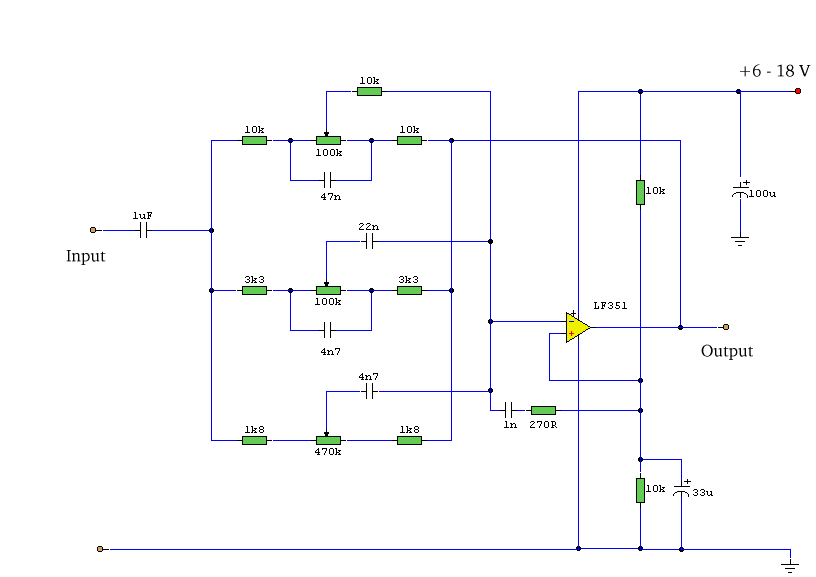 +6 - 18 V
10k
10k
10k
100k
47n
10k
+
100u
1uF
Input
22n
3k3
3k3
100k
4n7
LF351
+
-
+
Output
4n7
1k8
1k8
470k
1n
270R
10k
+
33u